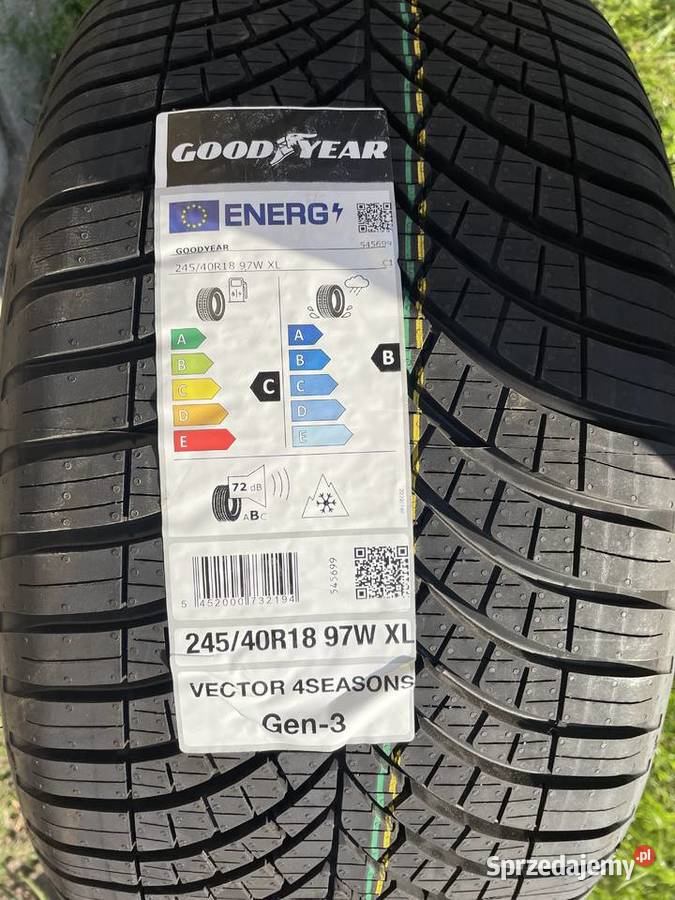 GOODYEAR
ENERG
GOODYEAR 545699
245/40R18 97W XL C1
A A
B B B
C C C
D D
E E
72 dB
ABC
545699
5 452000 732194
245/40R18 97W XL
VECTOR 4SEASONS
Gen-3
Sprzedajemy.pl